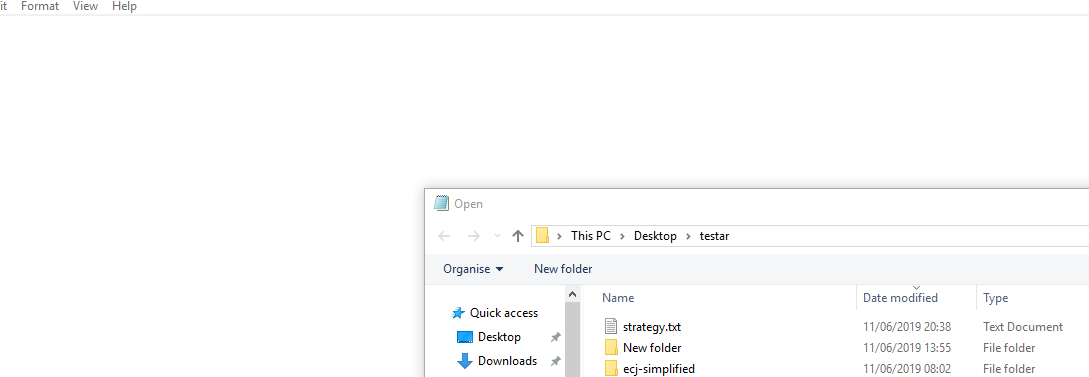 it Format View Help
Open
This PC > Desktop > testar
Organise New folder
Name Date modified Type
Quick access
Desktop
Downloads
strategy.txt 11/06/2019 20:38 Text Document
New folder 11/06/2019 13:55 File folder
ecj-simplified 11/06/2019 08:02 File folder